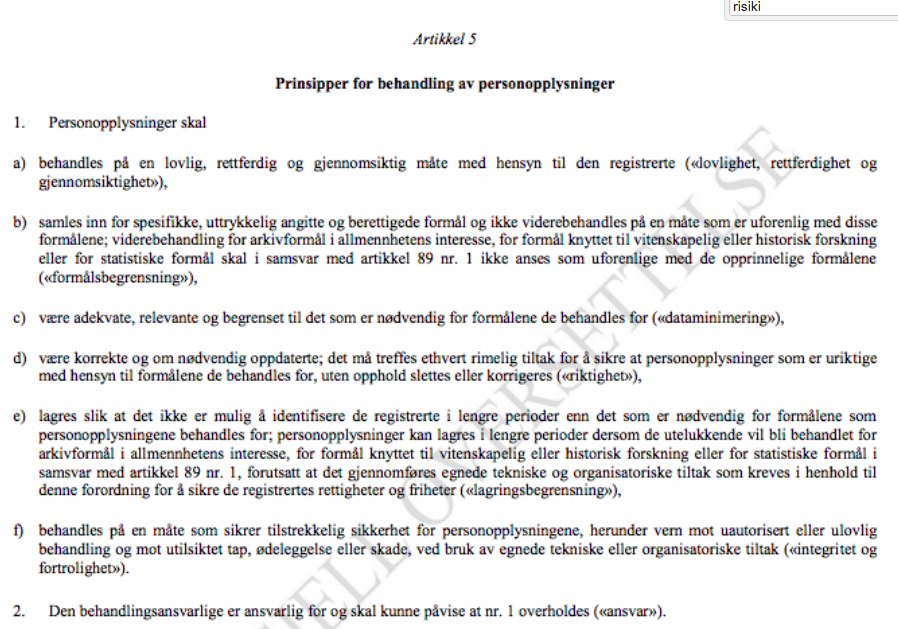 risiki
Artikkel 5
Prinsipper for behandling av personopplysninger
1. Personopplysninger skal
a) behandles på en lovlig, rettferdig og gjennomsiktig måte med hensyn til den registrerte («lovlighet, rettferdighet og
gjennomsiktighet»),
b) samles inn for spesifikke, uttrykkelig angitte og berettigede formål og ikke viderebehandles på en måte som er uforenlig med disse
formålene; viderebehandling for arkivformål i allmennhetens interesse, for formål knyttet til vitenskapelig eller historisk forskning
eller for statistiske formål skal i samsvar med artikkel 89 nr. 1 ikke anses som uforenlige med de opprinnelige formålene
(«formålsbegrensning»),
c) være adekvate, relevante og begrenset til det som er nødvendig for formålene de behandles for («dataminimering»),
d) være korrekte og om nødvendig oppdaterte; det må treffes ethvert rimelig tiltak for å sikre at personopplysninger som er uriktige
med hensyn til formålene de behandles for, uten opphold slettes eller korrigeres («riktighet»),
e) lagres slik at det ikke er mulig å identifisere de registrerte i lengre perioder enn det som er nødvendig for formålene som
personopplysningene behandles for; personopplysninger kan lagres i lengre perioder dersom de utelukkende vil bli behandlet for
arkivformål i allmennhetens interesse, for formål knyttet til vitenskapelig eller historisk forskning eller for statistiske formål i
samsvar med artikkel 89 nr. 1, forutsatt at det gjennomføres egnede tekniske og organisatoriske tiltak som kreves i henhold til
denne forordning for å sikre de registrertes rettigheter og friheter («lagringsbegrensning»),
f) behandles på en måte som sikrer tilstrekkelig sikkerhet for personopplysningene, herunder vern mot uautorisert eller ulovlig
behandling og mot utilsiktet tap, ødeleggelse eller skade, ved bruk av egnede tekniske eller organisatoriske tiltak («integritet og
fortrolighet»).
2. Den behandlingsansvarlige er ansvarlig for og skal kunne påvise at nr. 1 overholdes («ansvar»).
OVERSETTELSE